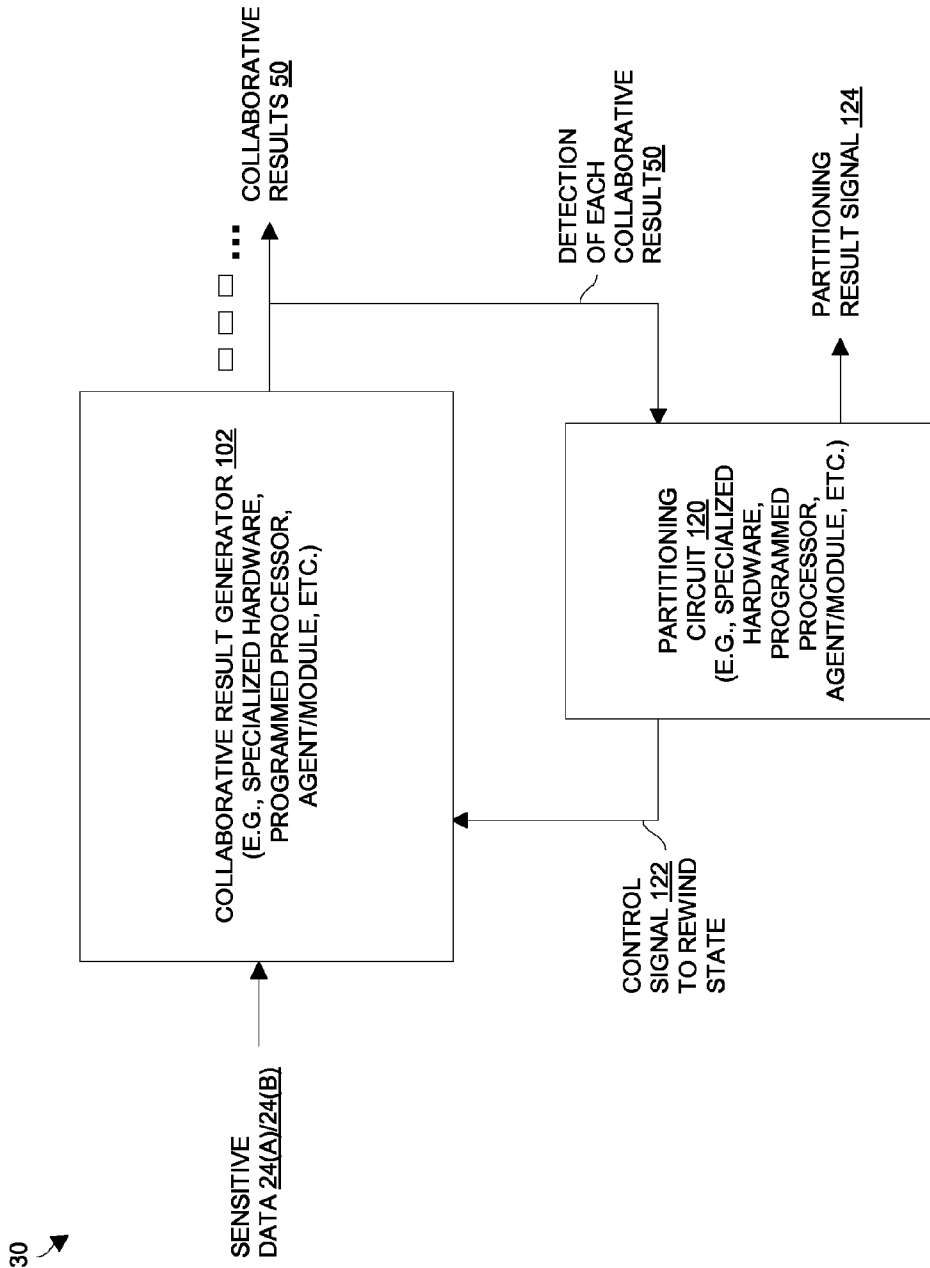 30
SENSITIVE
DATA 24(A)/24(B)
COLLABORATIVE RESULT GENERATOR 102
(E.G., SPECIALIZED HARDWARE,
PROGRAMMED PROCESSOR,
AGENT/MODULE, ETC.)
...
COLLABORATIVE
RESULTS 50
CONTROL
SIGNAL 122
TO REWIND
STATE
PARTITIONING
CIRCUIT 120
(E.G., SPECIALIZED
HARDWARE,
PROGRAMMED
PROCESSOR,
AGENT/MODULE, ETC.)
DETECTION
OF EACH
COLLABORATIVE
RESULT50
PARTITIONING
RESULT SIGNAL 124